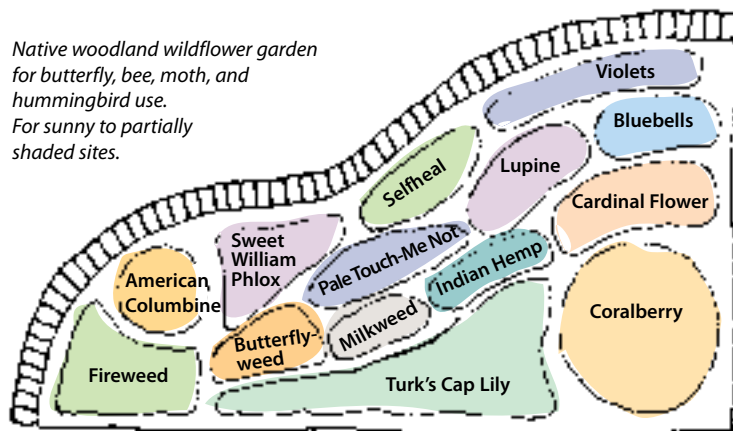 Native woodland wildflower garden
for butterfly, bee, moth, and
hummingbird use.
For sunny to partially
shaded sites.
Violets
Bluebells
Selfheal
Lupine
Cardinal Flower
Sweet
William
Phlox
Pale Touch-Me Not
Indian Hemp
American
Columbine
Coralberry
Butterfly-
weed
Milkweed
Fireweed
Turk's Cap Lily